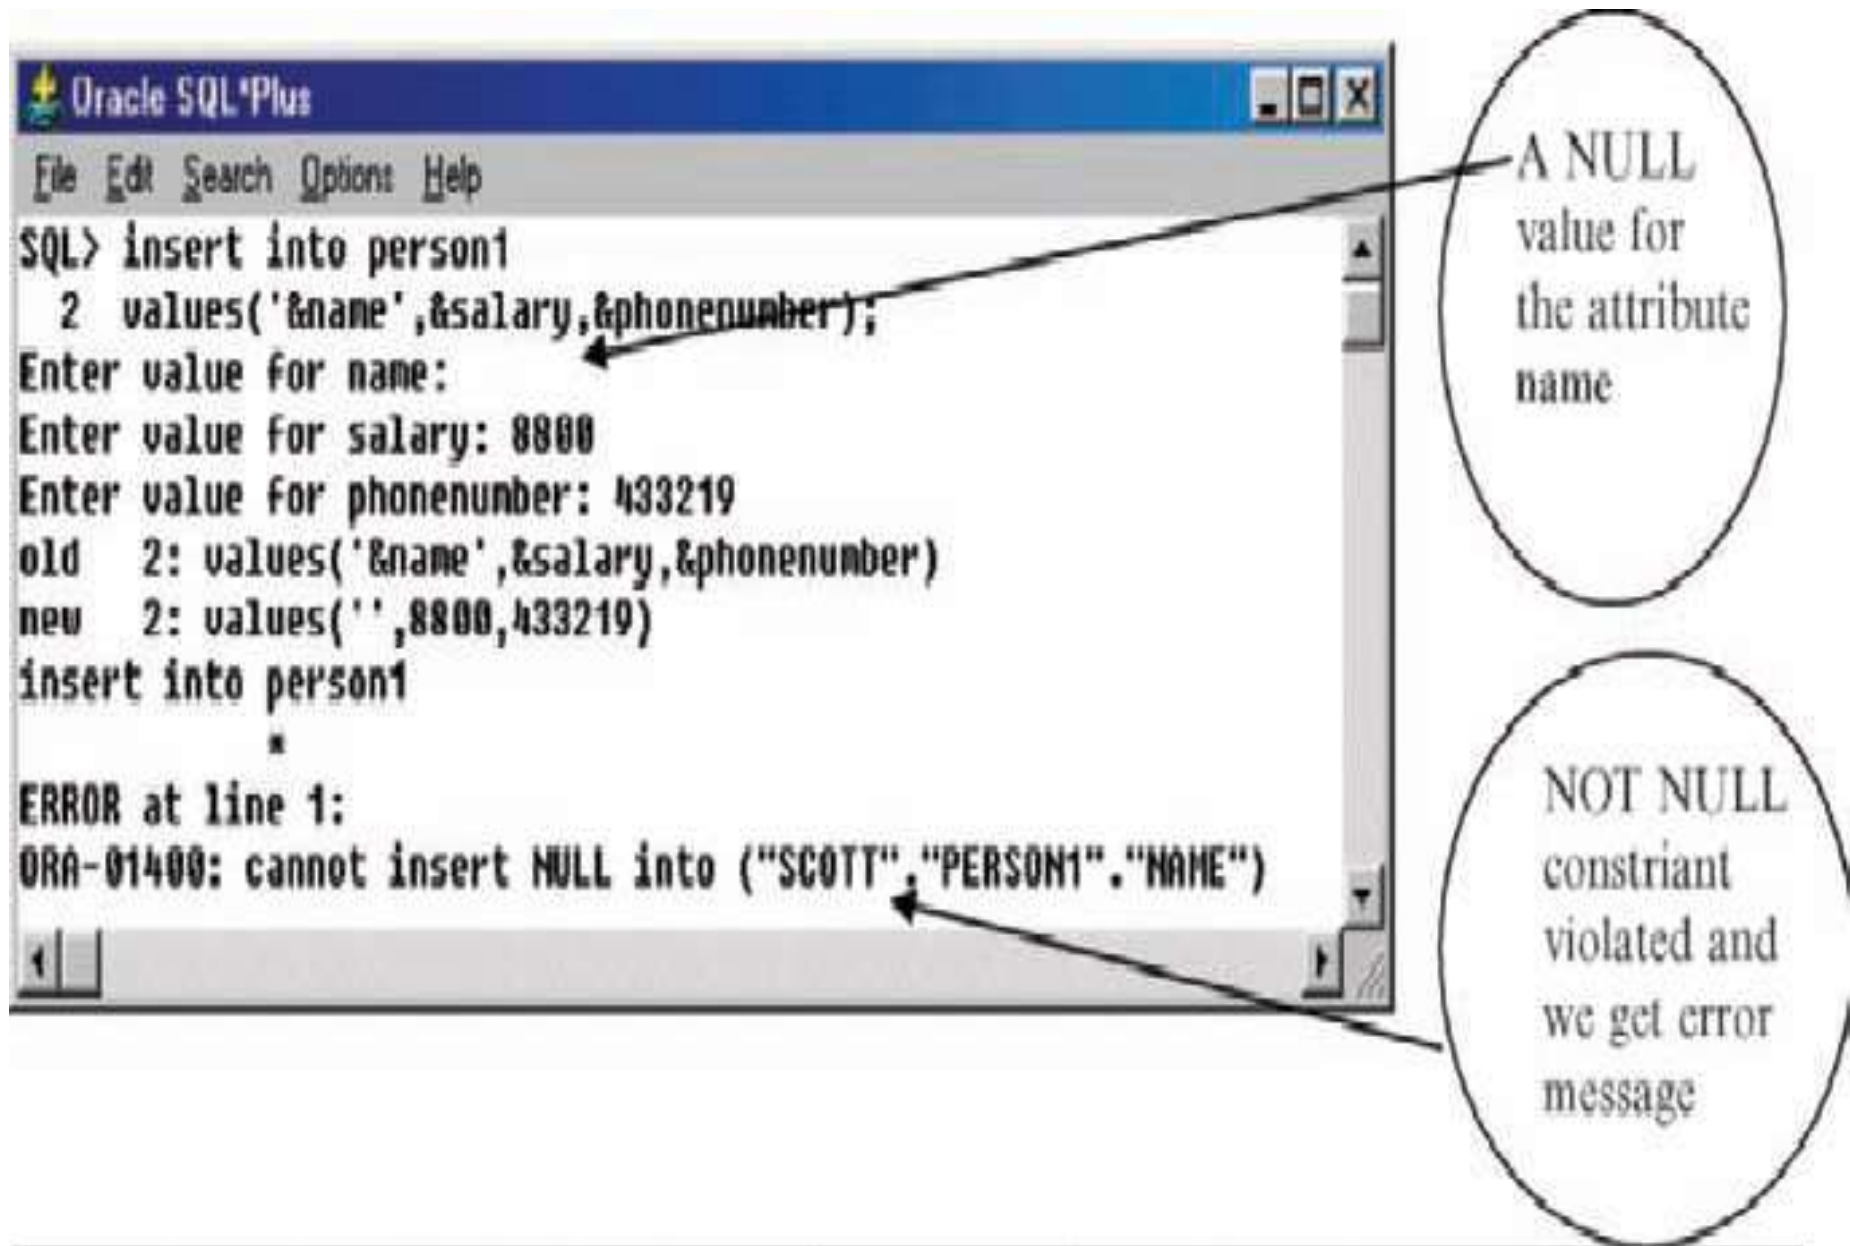 Oracle SQL*Plus
File Edit Search Options Help
SQL> insert into person1
2 values('&name',&salary,&phonenumber);
Enter value for name:
Enter value for salary: 8800
Enter value for phonenumber: 433219
old 2: values('&name',&salary,&phonenumber)
new 2: values('',8800,433219)
insert into person1
*
ERROR at line 1:
ORA-01400: cannot insert NULL into ("SCOTT"."PERSON1"."NAME")
A NULL
value for
the attribute
name
NOT NULL
constriant
violated and
we get error
message